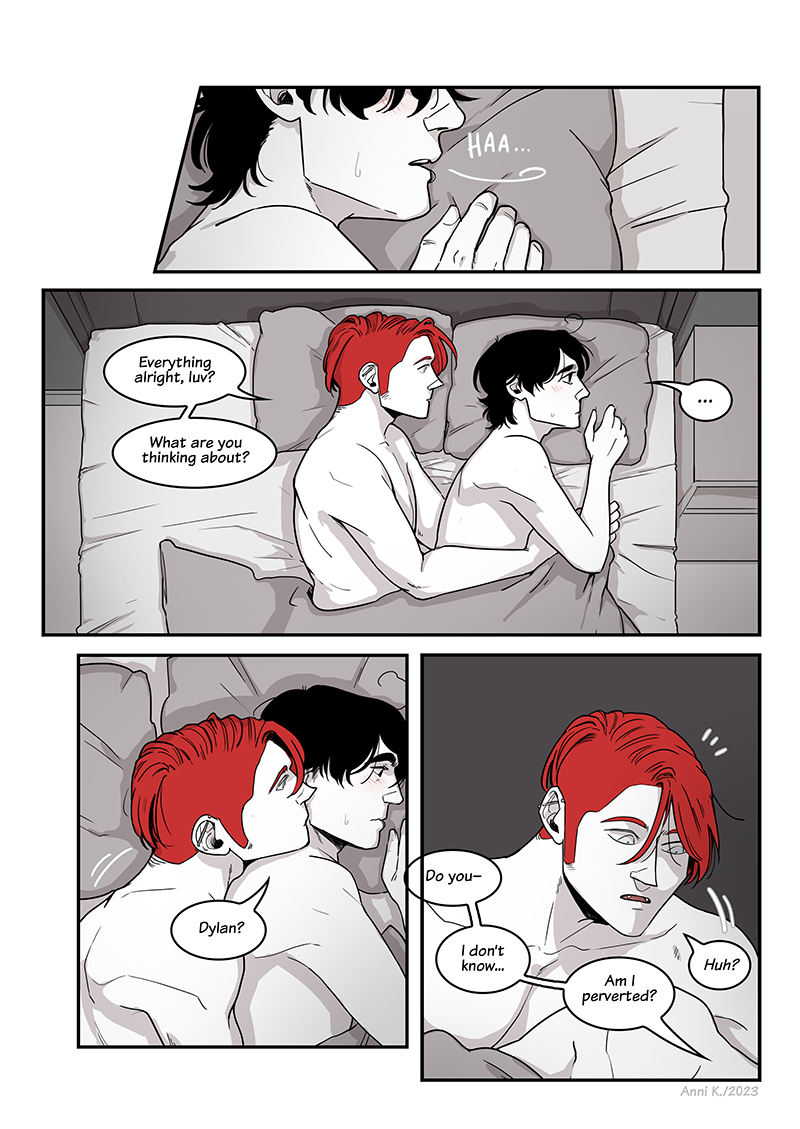 HAA...
Everything
alright, luv?
What are you
thinking about?
...
Dylan?
Do you–
I don't
know...
Am I
perverted?
Huh?
Anni K./2023